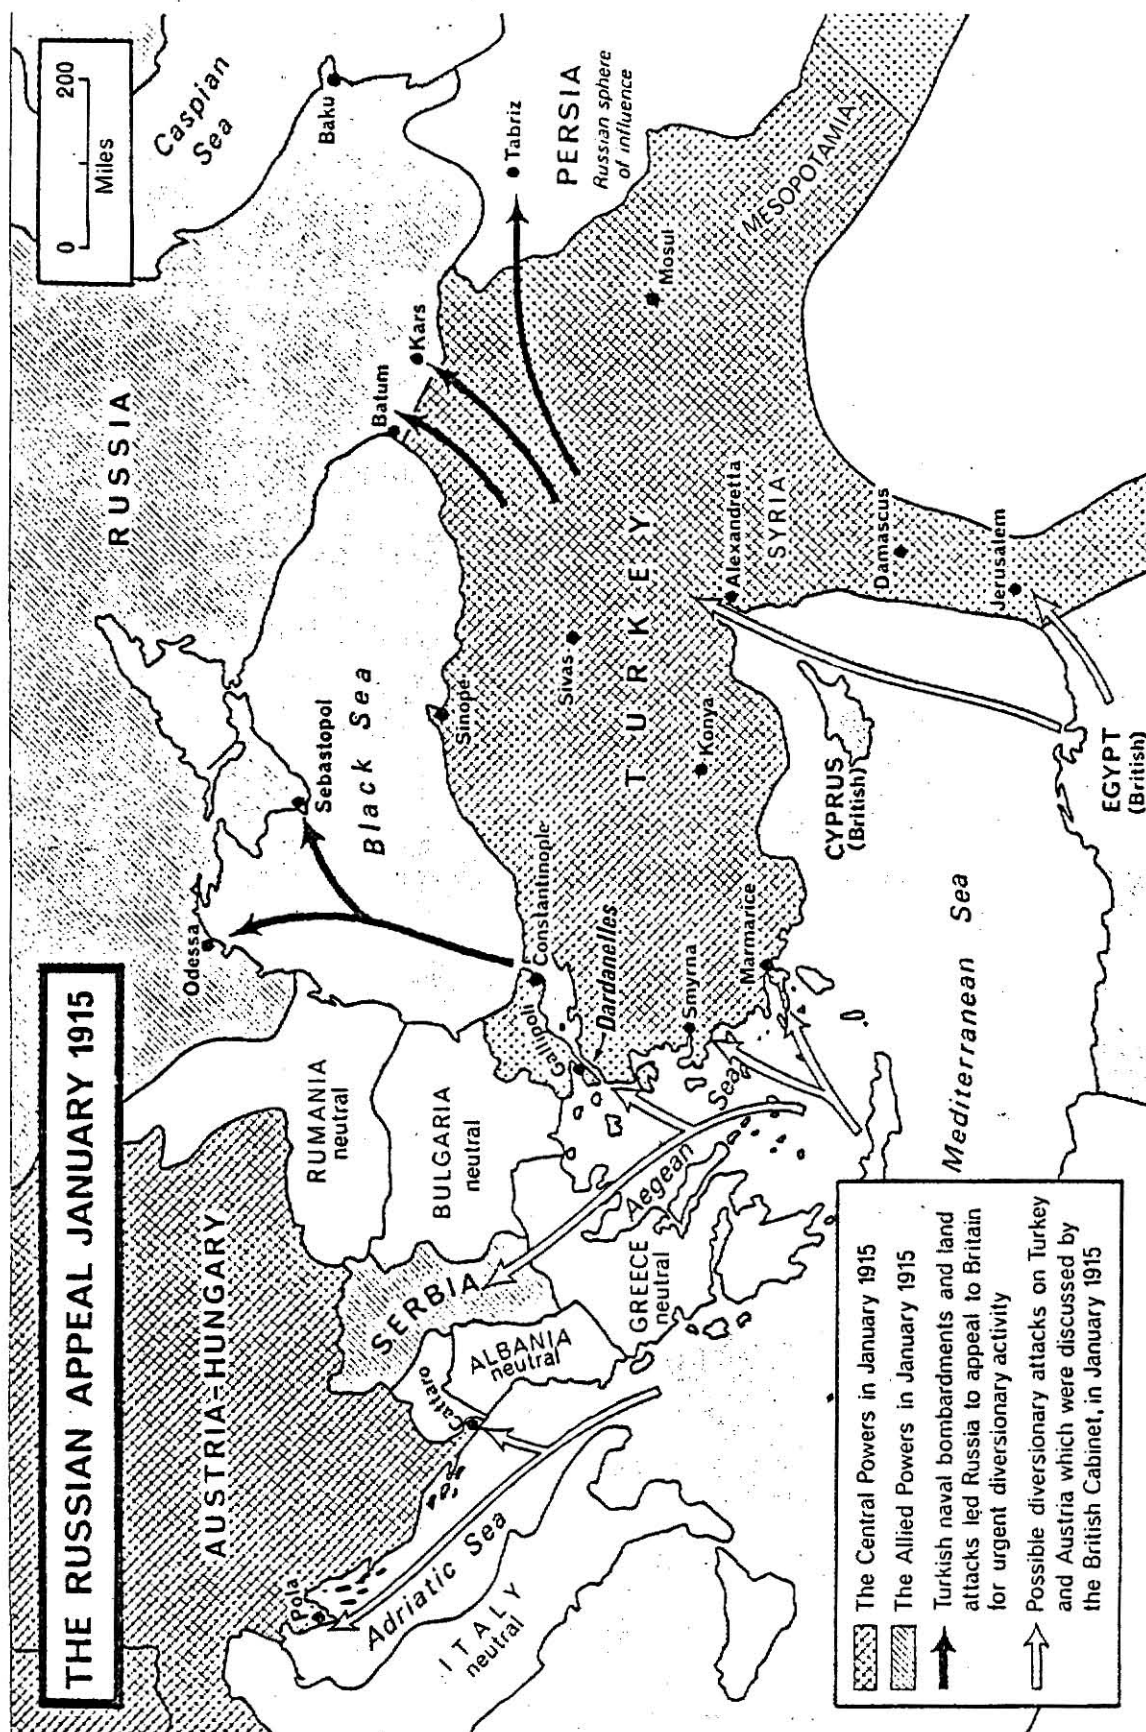 THE RUSSIAN APPEAL JANUARY 1915
0 200
Miles
RUSSIA
Caspian
Sea
Baku
AUSTRIA-HUNGARY
Odessa
Sebastopol
Black Sea
Batum
Kars
Tabriz
PERSIA
Russian sphere
of influence
RUMANIA
neutral
BULGARIA
neutral
SERBIA
Pola
Cattaro
ALBANIA
neutral
GREECE
neutral
ITALY
neutral
Adriatic Sea
Aegean
Sea
Constantinople
Gallipoli
Dardanelles
Sinope
Sivas
TURKEY
Konya
Smyrna
Marmarice
Mosul
MESOPOTAMIA
Alexandretta
SYRIA
Damascus
Jerusalem
CYPRUS
(British)
EGYPT
(British)
Mediterranean Sea
The Central Powers in January 1915
The Allied Powers in January 1915
Turkish naval bombardments and land
attacks led Russia to appeal to Britain
for urgent diversionary activity
Possible diversionary attacks on Turkey
and Austria which were discussed by
the British Cabinet, in January 1915